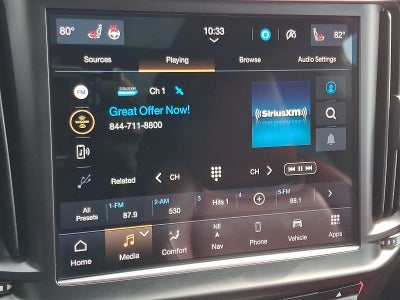 80°
10:33
82°
Sources
Playing
Browse
Audio Settings
FM
SiriusXM
Ch 1
Great Offer Now!
844-711-8800
((SiriusXM))
Related
CH
CH
All
Presets
1-FM
87.9
2-AM
530
3
Hits 1
4
5-FM
88.1
Home
Media
Comfort
NE
Nav
Phone
Vehicle
Apps